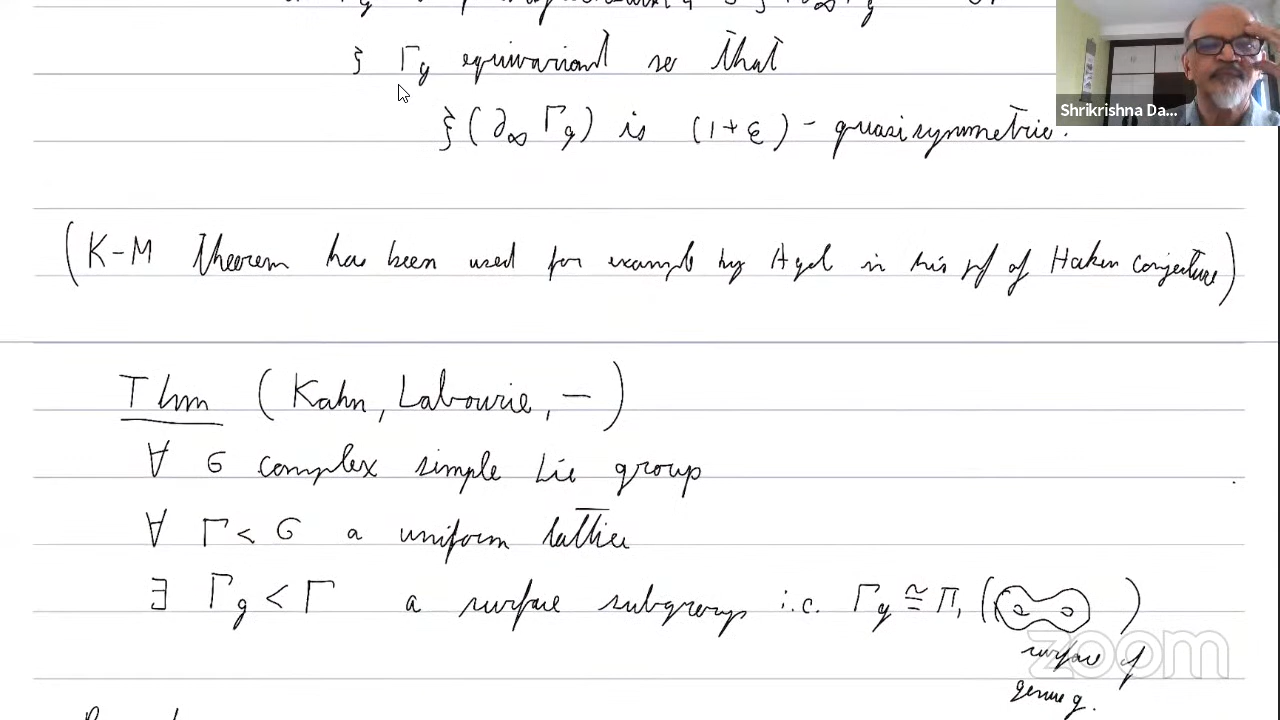 ξ Γg equivariant so that
Shrikrishna Da...
ξ(∂∞ Γg) is (1+ε) - quasisymmetric.
(K-M theorem has been used for example by Agol in his pf of Haken conjecture)
Thm (Kahn, Labourie, —)
∀ G complex simple Lie group
∀ Γ < G a uniform lattice
∃ Γg < Γ a surface subgroup i.e. Γg ≅ π₁ ( )
zoom
surface of
genus g.